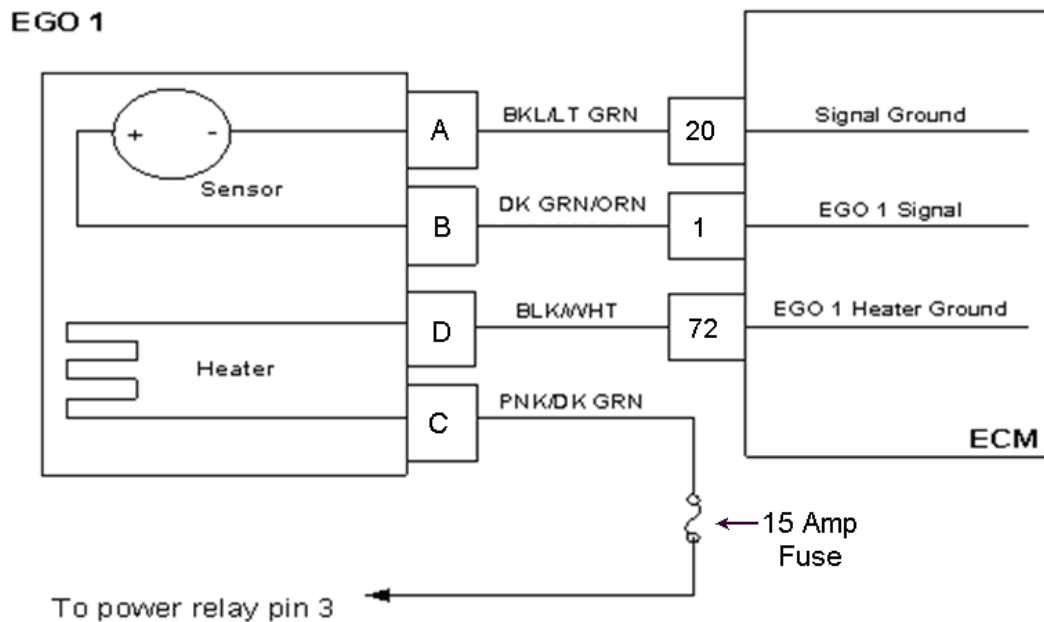 EGO 1
+ -
Sensor
A
BKL/LT GRN
20
Signal Ground
B
DK GRN/ORN
1
EGO 1 Signal
Heater
D
BLK/WHT
72
EGO 1 Heater Ground
C
PNK/DK GRN
ECM
15 Amp
Fuse
To power relay pin 3